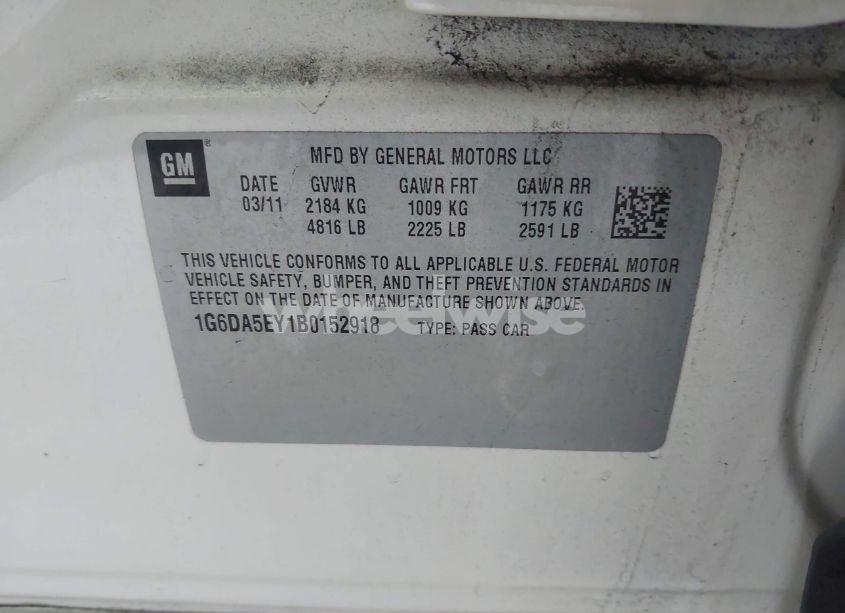 GM
MFD BY GENERAL MOTORS LLC
DATE GVWR GAWR FRT GAWR RR
03/11 2184 KG 1009 KG 1175 KG
4816 LB 2225 LB 2591 LB
THIS VEHICLE CONFORMS TO ALL APPLICABLE U.S. FEDERAL MOTOR
VEHICLE SAFETY, BUMPER, AND THEFT PREVENTION STANDARDS IN
EFFECT ON THE DATE OF MANUFACTURE SHOWN ABOVE.
1G6DA5EY1B0152918 TYPE: PASS CAR
wheelwise